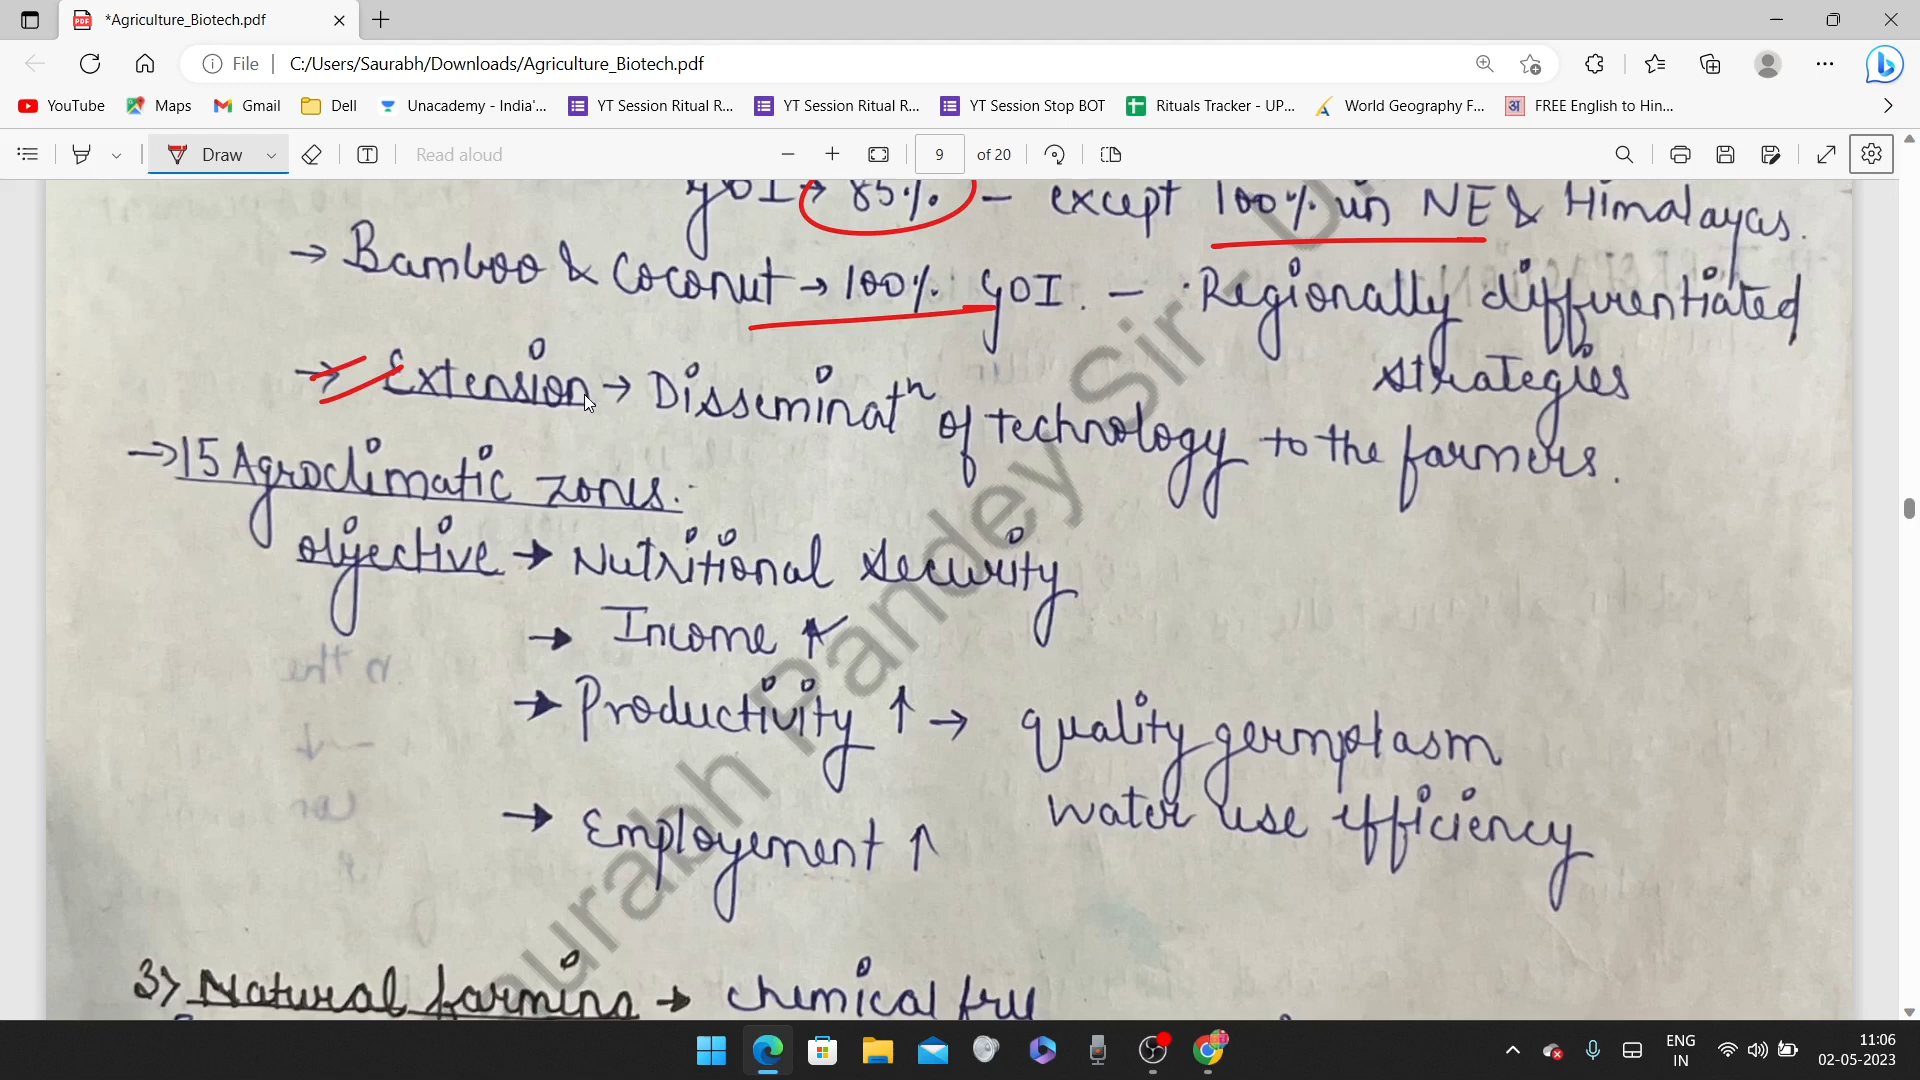 *Agriculture_Biotech.pdf
File C:/Users/Saurabh/Downloads/Agriculture_Biotech.pdf
YouTube Maps Gmail Dell Unacademy - India'... YT Session Ritual R... YT Session Ritual R... YT Session Stop BOT Rituals Tracker - UP... World Geography F... FREE English to Hin...
Draw Read aloud 9 of 20
GOI → 85% - except 100% in NE & Himalayas.
→ Bamboo & Coconut → 100% GOI. - Regionally differentiated strategies
→ Extension → Disseminatn of technology to the farmers.
→ 15 Agroclimatic zones.
objective → Nutritional Security
→ Income ↑
→ Productivity ↑ → quality germplasm
water use efficiency
→ Employement ↑
3) Natural farming → chemical free
Saurabh Pandey Sir -
ENG
IN
11:06
02-05-2023